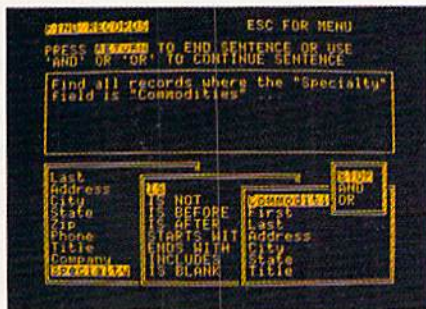 FIND RECORDS ESC FOR MENU
PRESS RETURN TO END SENTENCE OR USE
'AND' OR 'OR' TO CONTINUE SENTENCE
Find all records where the "Specialty"
field is "Commodities"
Last
Address
City
State
Zip
Phone
Title
Company
Specialty
IS
IS NOT
IS BEFORE
IS AFTER
STARTS WIT
ENDS WITH
INCLUDES
IS BLANK
Commoditi
First
Last
Address
City
State
Title
STOP
AND
OR